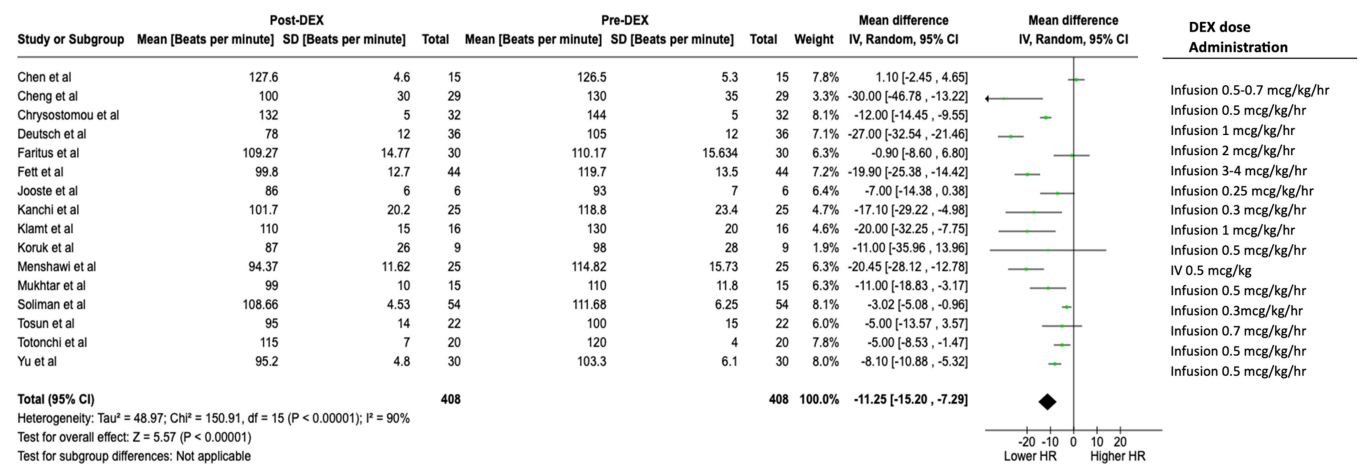 Post-DEX Pre-DEX Mean difference Mean difference DEX dose
Study or Subgroup Mean [Beats per minute] SD [Beats per minute] Total Mean [Beats per minute] SD [Beats per minute] Total Weight IV, Random, 95% CI IV, Random, 95% CI Administration
Chen et al 127.6 4.6 15 126.5 5.3 15 7.8% 1.10 [-2.45 , 4.65]
Infusion 0.5-0.7 mcg/kg/hr
Cheng et al 100 30 29 130 35 29 3.3% -30.00 [-46.78 , -13.22]
Infusion 0.5 mcg/kg/hr
Chrysostomou et al 132 5 32 144 5 32 8.1% -12.00 [-14.45 , -9.55]
Infusion 1 mcg/kg/hr
Deutsch et al 78 12 36 105 12 36 7.1% -27.00 [-32.54 , -21.46]
Infusion 2 mcg/kg/hr
Faritus et al 109.27 14.77 30 110.17 15.634 30 6.3% -0.90 [-8.60 , 6.80]
Infusion 3-4 mcg/kg/hr
Fett et al 99.8 12.7 44 119.7 13.5 44 7.2% -19.90 [-25.38 , -14.42]
Infusion 0.25 mcg/kg/hr
Jooste et al 86 6 6 93 7 6 6.4% -7.00 [-14.38 , 0.38]
Infusion 0.3 mcg/kg/hr
Kanchi et al 101.7 20.2 25 118.8 23.4 25 4.7% -17.10 [-29.22 , -4.98]
Infusion 1 mcg/kg/hr
Klamt et al 110 15 16 130 20 16 4.6% -20.00 [-32.25 , -7.75]
Infusion 0.5 mcg/kg/hr
Koruk et al 87 26 9 98 28 9 1.9% -11.00 [-35.96 , 13.96]
IV 0.5 mcg/kg
Menshawi et al 94.37 11.62 25 114.82 15.73 25 6.3% -20.45 [-28.12 , -12.78]
Infusion 0.5 mcg/kg/hr
Mukhtar et al 99 10 15 110 11.8 15 6.3% -11.00 [-18.83 , -3.17]
Infusion 0.3mcg/kg/hr
Soliman et al 108.66 4.53 54 111.68 6.25 54 8.1% -3.02 [-5.08 , -0.96]
Infusion 0.7 mcg/kg/hr
Tosun et al 95 14 22 100 15 22 6.0% -5.00 [-13.57 , 3.57]
Infusion 0.5 mcg/kg/hr
Totonchi et al 115 7 20 120 4 20 7.8% -5.00 [-8.53 , -1.47]
Infusion 0.5 mcg/kg/hr
Yu et al 95.2 4.8 30 103.3 6.1 30 8.0% -8.10 [-10.88 , -5.32]
Total (95% CI) 408 408 100.0% -11.25 [-15.20 , -7.29]
Heterogeneity: Tau² = 48.97; Chi² = 150.91, df = 15 (P < 0.00001); I² = 90%
Test for overall effect: Z = 5.57 (P < 0.00001)
Test for subgroup differences: Not applicable
-20 -10 0 10 20
Lower HR Higher HR